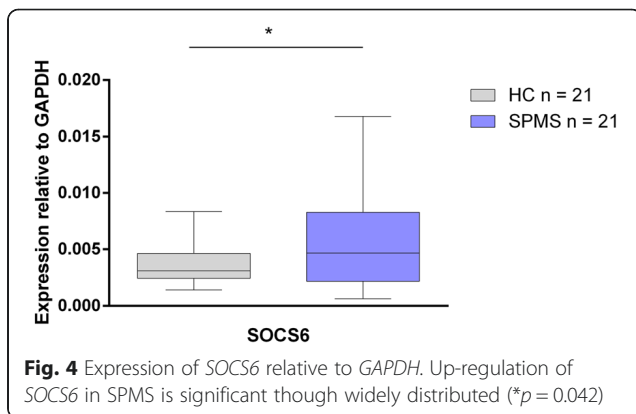 *
0.020
HC n = 21
SPMS n = 21
0.015
0.010
0.005
0.000
Expression relative to GAPDH
SOCS6
Fig. 4 Expression of SOCS6 relative to GAPDH. Up-regulation of
SOCS6 in SPMS is significant though widely distributed (*p = 0.042)